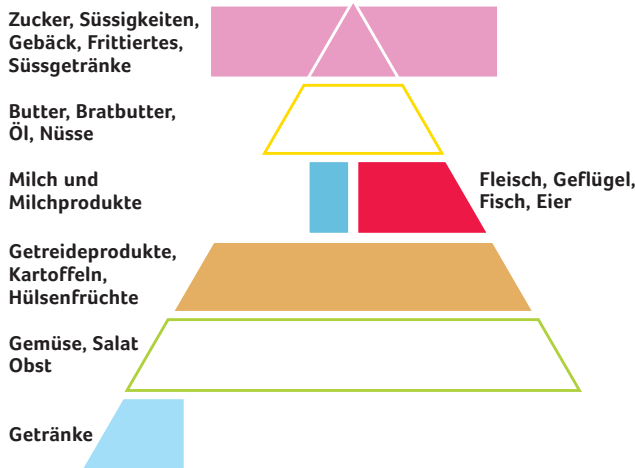 Zucker, Süssigkeiten,
Gebäck, Frittiertes,
Süssgetränke
Butter, Bratbutter,
Öl, Nüsse
Milch und
Milchprodukte
Fleisch, Geflügel,
Fisch, Eier
Getreideprodukte,
Kartoffeln,
Hülsenfrüchte
Gemüse, Salat
Obst
Getränke